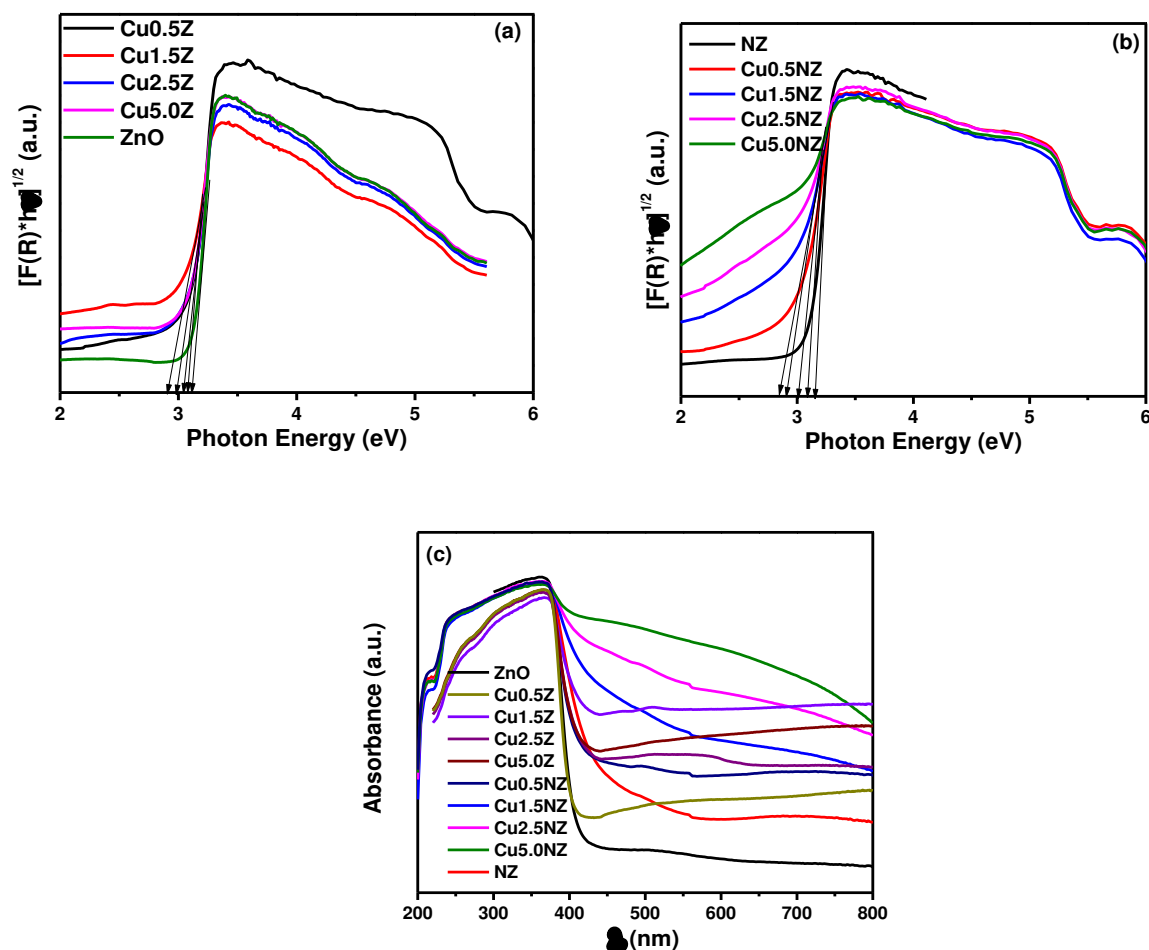 (a)
Cu0.5Z
Cu1.5Z
Cu2.5Z
Cu5.0Z
ZnO
[F(R)*h]^1/2 (a.u.)
2 3 4 5 6
Photon Energy (eV)
(b)
NZ
Cu0.5NZ
Cu1.5NZ
Cu2.5NZ
Cu5.0NZ
[F(R)*h]^1/2 (a.u.)
2 3 4 5 6
Photon Energy (eV)
(c)
Absorbance (a.u.)
ZnO
Cu0.5Z
Cu1.5Z
Cu2.5Z
Cu5.0Z
Cu0.5NZ
Cu1.5NZ
Cu2.5NZ
Cu5.0NZ
NZ
200 300 400 500 600 700 800
(nm)